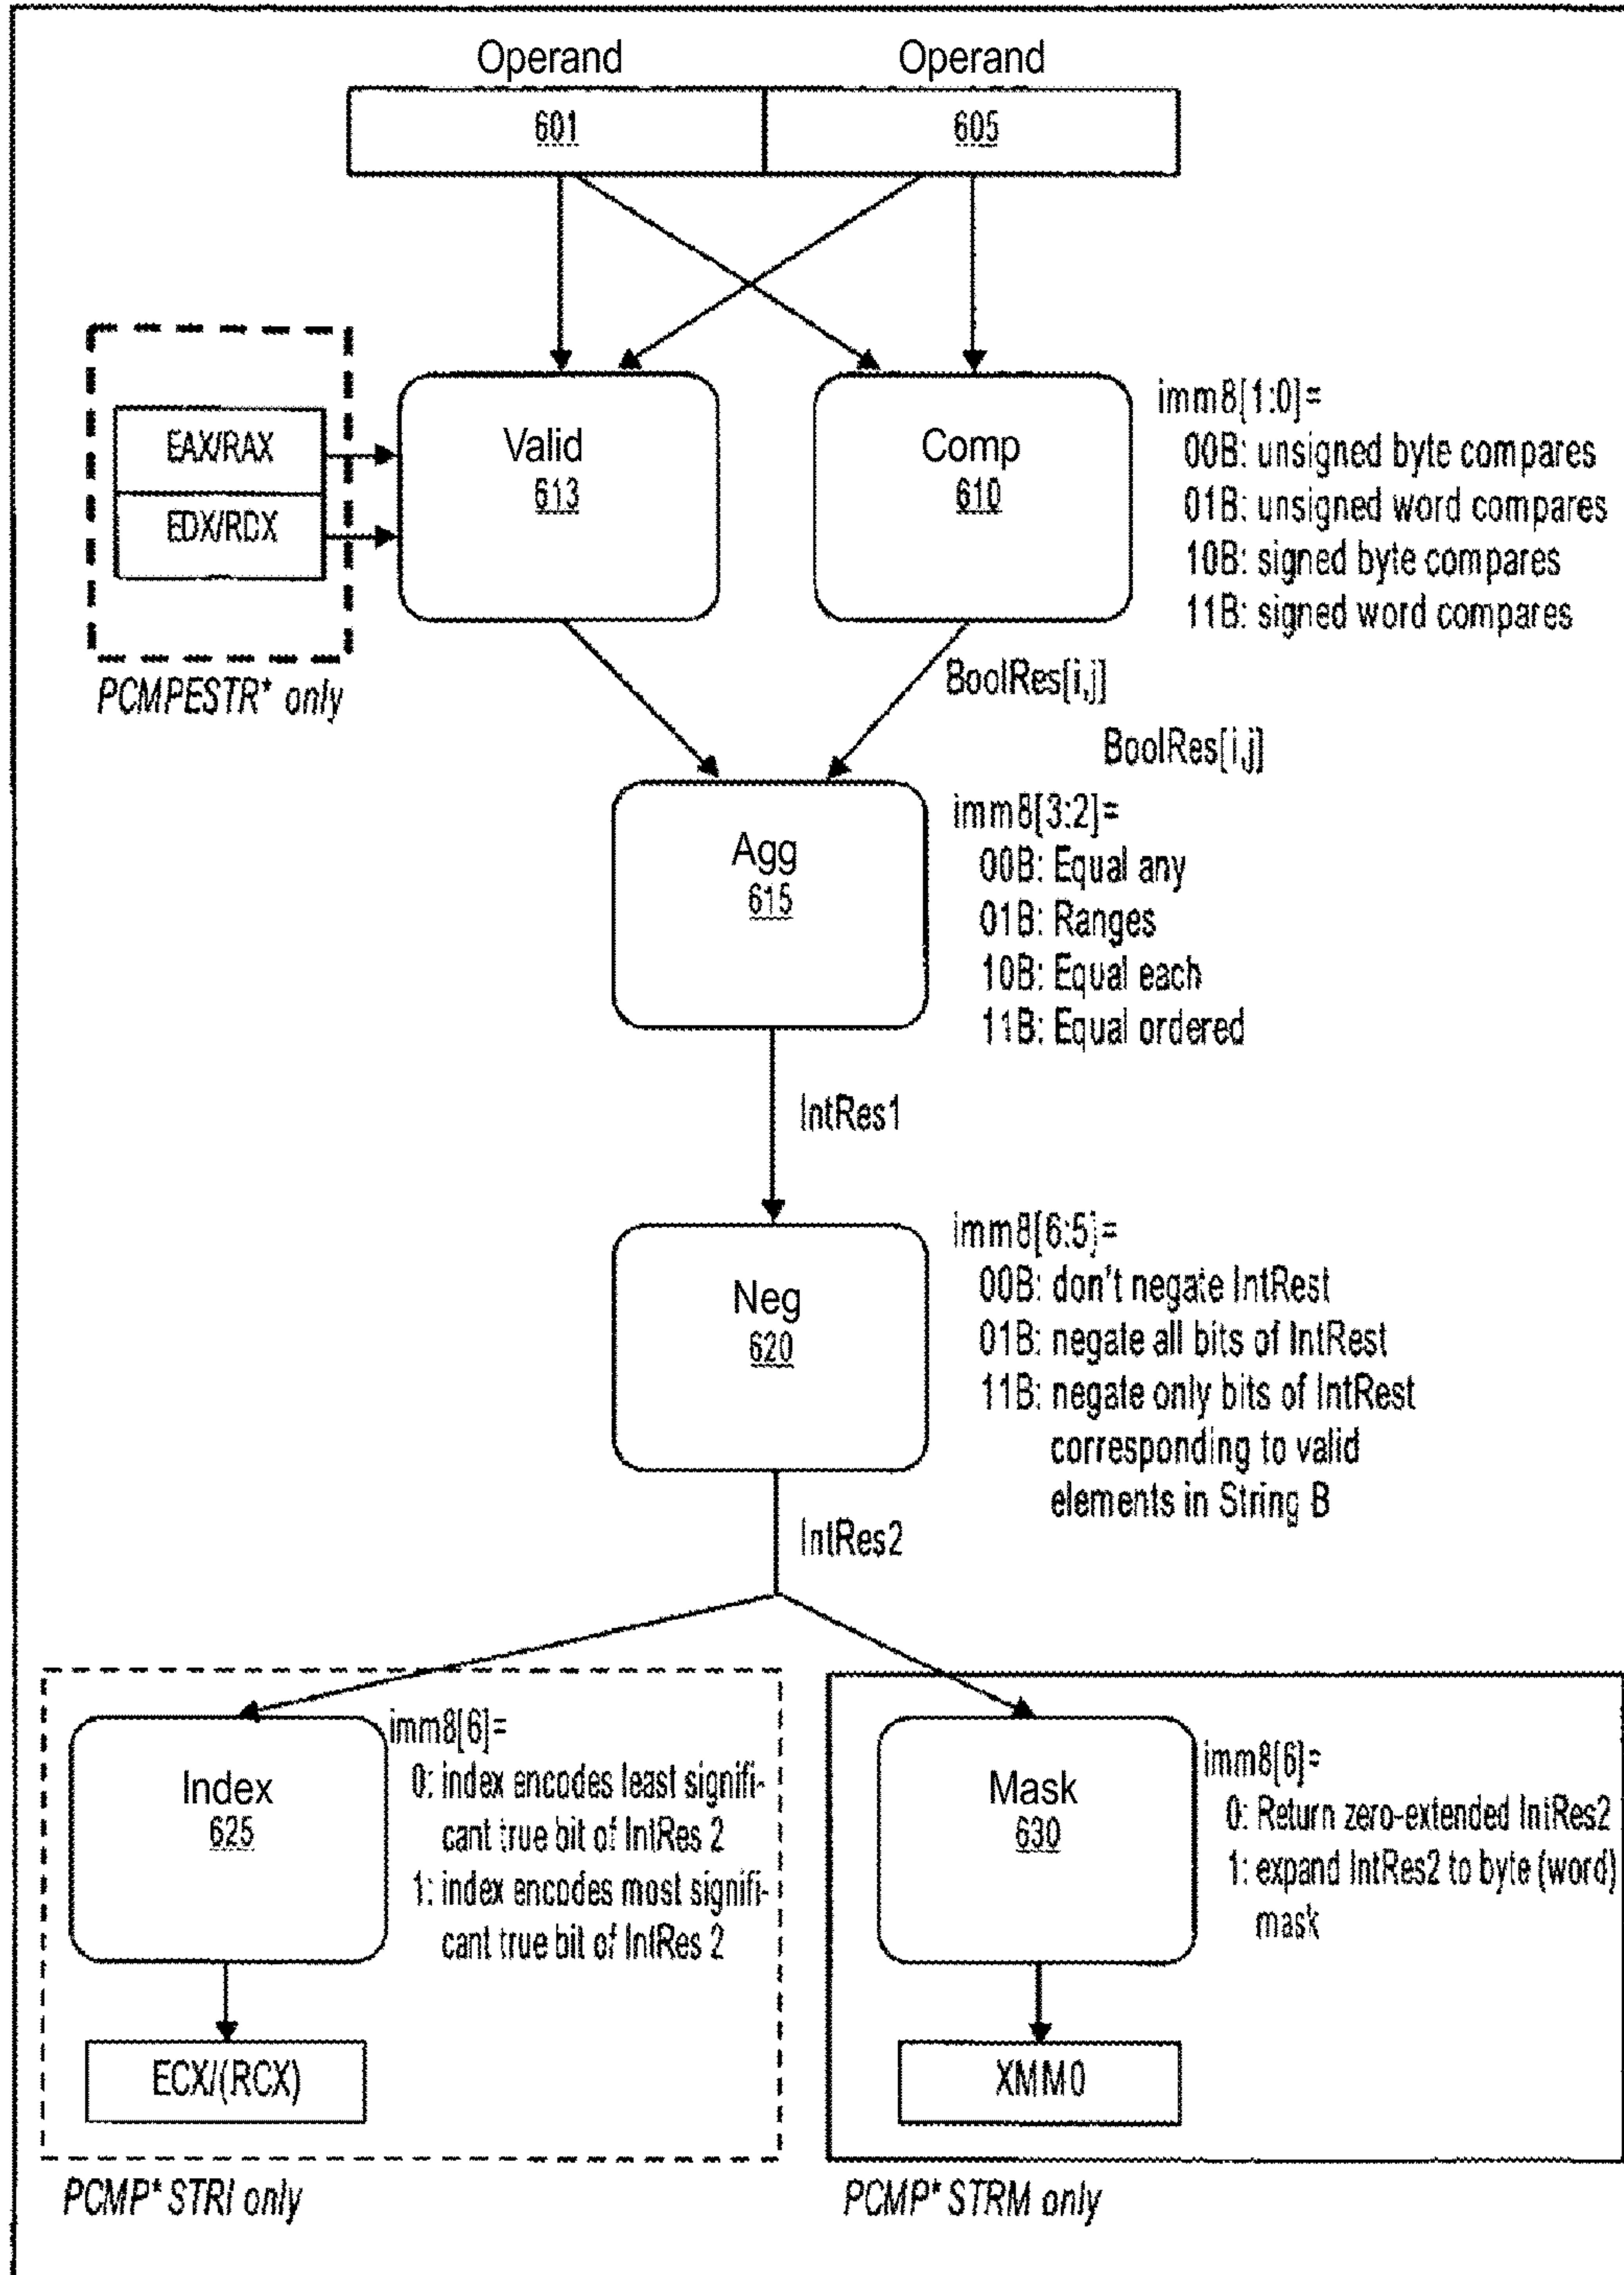 Operand Operand
601 605
EAX/RAX
EDX/RDX
PCMPESTR* only
Valid
613
Comp
610
imm8[1:0]=
00B: unsigned byte compares
01B: unsigned word compares
10B: signed byte compares
11B: signed word compares
BoolRes[i,j]
BoolRes[i,j]
Agg
615
imm8[3:2]=
00B: Equal any
01B: Ranges
10B: Equal each
11B: Equal ordered
IntRes1
Neg
620
imm8[6:5]=
00B: don't negate IntRest
01B: negate all bits of IntRest
11B: negate only bits of IntRest
corresponding to valid
elements in String B
IntRes2
Index
625
imm8[6]=
0: index encodes least signifi-
cant true bit of IntRes 2
1: index encodes most signifi-
cant true bit of IntRes 2
ECX/(RCX)
PCMP* STRI only
Mask
630
imm8[6]=
0: Return zero-extended IntRes2
1: expand IntRes2 to byte (word)
mask
XMM0
PCMP* STRM only